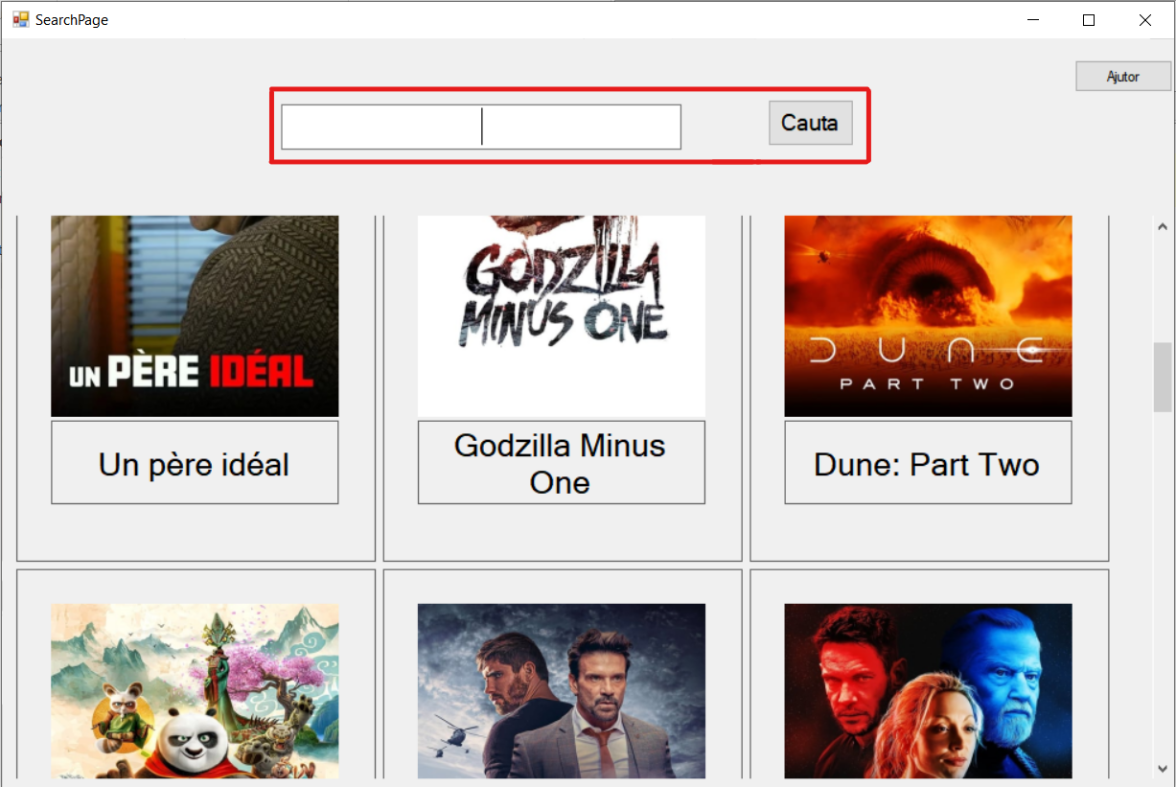 SearchPage
Ajutor
Cauta
UN PÈRE IDÉAL
GODZILLA
MINUS ONE
DUNE
PART TWO
Un père idéal
Godzilla Minus
One
Dune: Part Two